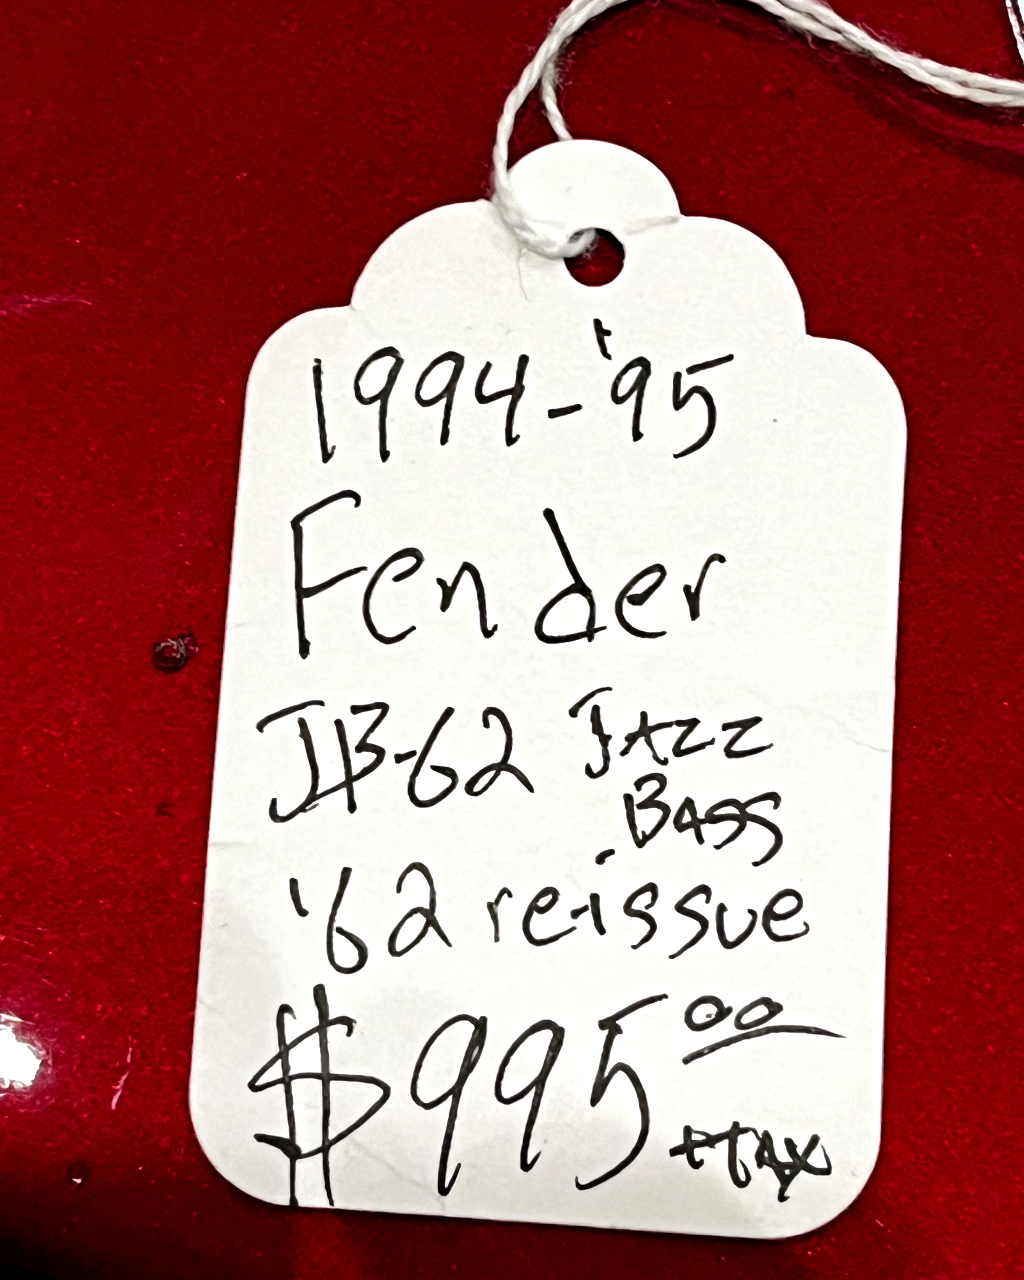 1994-'95
Fender
JB-62 JAZZ
BASS
'62 re-issue
$995.00
+TAX